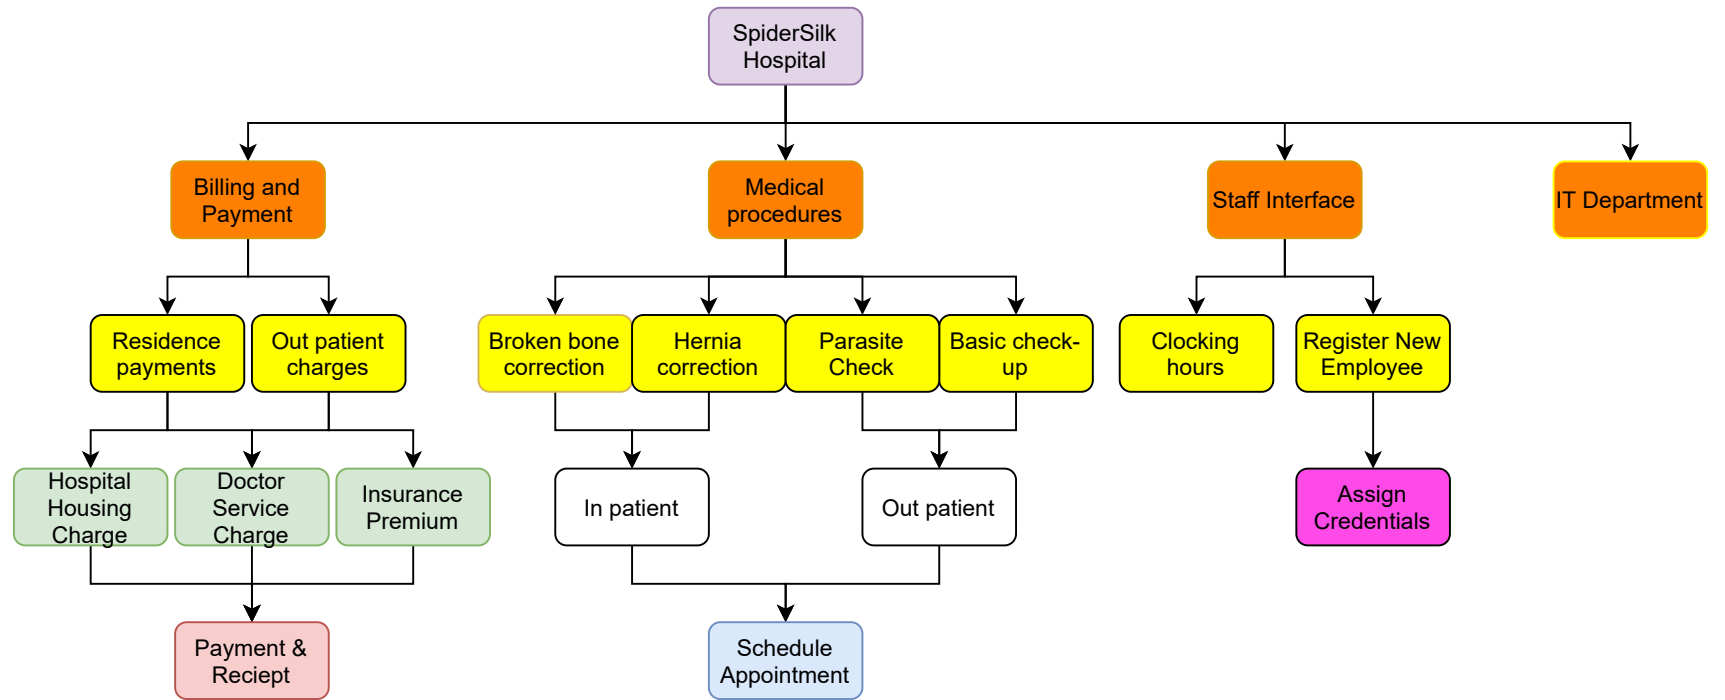 SpiderSilk
Hospital
Billing and
Payment
Medical
procedures
Staff Interface
IT Department
Residence
payments
Out patient
charges
Broken bone
correction
Hernia
correction
Parasite
Check
Basic check-
up
Clocking
hours
Register New
Employee
Hospital
Housing
Charge
Doctor
Service
Charge
Insurance
Premium
In patient
Out patient
Assign
Credentials
Payment &
Reciept
Schedule
Appointment